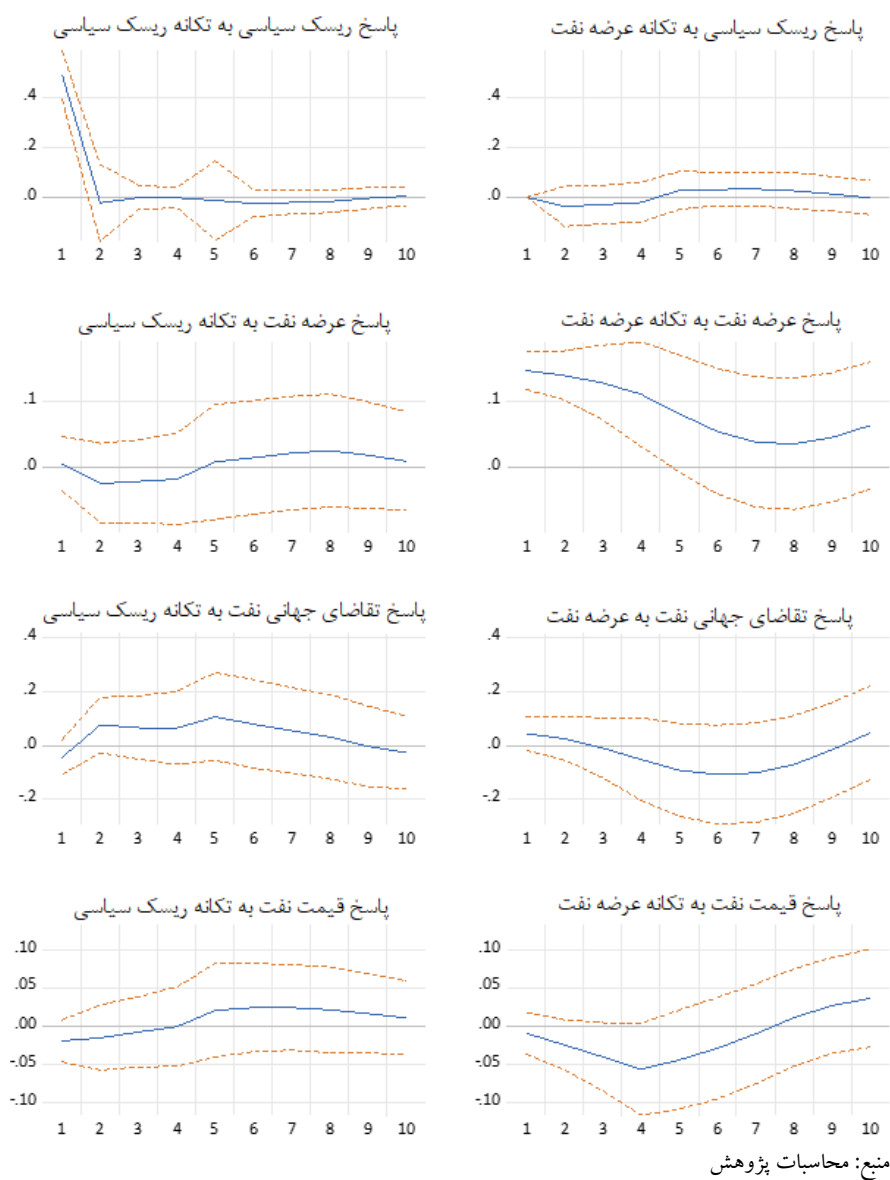 پاسخ ریسک سیاسی به تکانه عرضه نفت
.4
.2
.0
1 2 3 4 5 6 7 8 9 10
پاسخ ریسک سیاسی به تکانه ریسک سیاسی
.4
.2
.0
1 2 3 4 5 6 7 8 9 10
پاسخ عرضه نفت به تکانه عرضه نفت
.1
.0
1 2 3 4 5 6 7 8 9 10
پاسخ عرضه نفت به تکانه ریسک سیاسی
.1
.0
1 2 3 4 5 6 7 8 9 10
پاسخ تقاضای جهانی نفت به عرضه نفت
.4
.2
.0
-.2
1 2 3 4 5 6 7 8 9 10
پاسخ تقاضای جهانی نفت به تکانه ریسک سیاسی
.4
.2
.0
-.2
1 2 3 4 5 6 7 8 9 10
پاسخ قیمت نفت به تکانه عرضه نفت
.10
.05
.00
-.05
-.10
1 2 3 4 5 6 7 8 9 10
پاسخ قیمت نفت به تکانه ریسک سیاسی
.10
.05
.00
-.05
-.10
1 2 3 4 5 6 7 8 9 10
منبع: محاسبات پژوهش